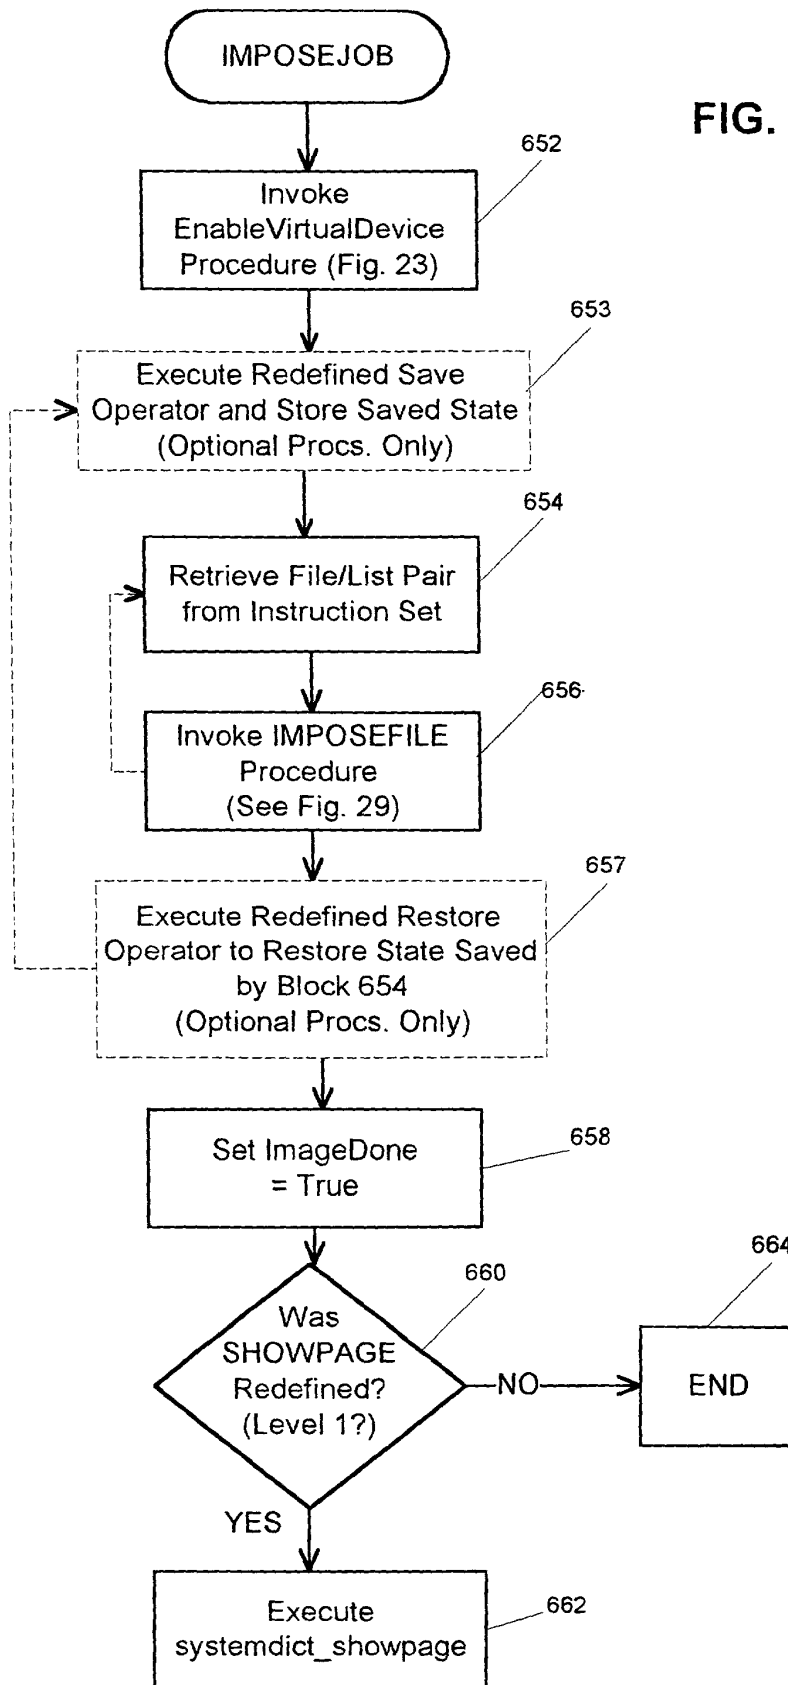 IMPOSEJOB
FIG.
652
Invoke
EnableVirtualDevice
Procedure (Fig. 23)
653
Execute Redefined Save
Operator and Store Saved State
(Optional Procs. Only)
654
Retrieve File/List Pair
from Instruction Set
656
Invoke IMPOSEFILE
Procedure
(See Fig. 29)
657
Execute Redefined Restore
Operator to Restore State Saved
by Block 654
(Optional Procs. Only)
658
Set ImageDone
= True
660
Was
SHOWPAGE
Redefined?
(Level 1?)
NO
664
END
YES
662
Execute
systemdict_showpage